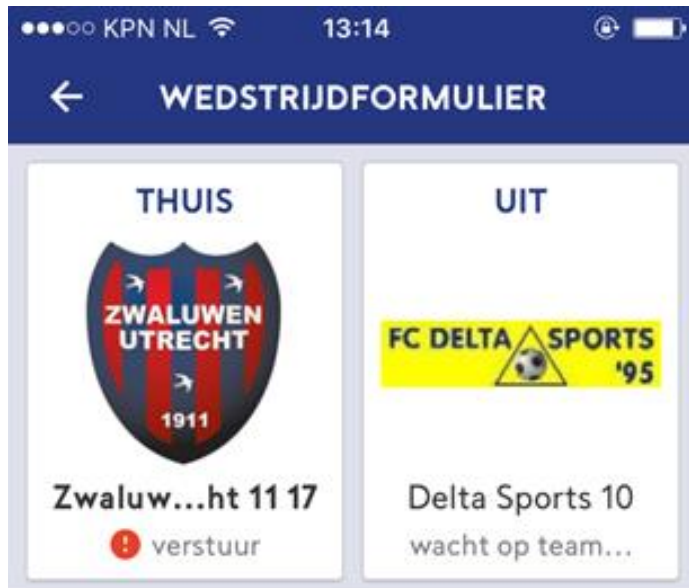 KPN NL 13:14
WEDSTRIJDFORMULIER
THUIS
ZWALUWEN
UTRECHT
1911
Zwaluw...ht 11 17
verstuur
UIT
FC DELTA SPORTS
'95
Delta Sports 10
wacht op team...